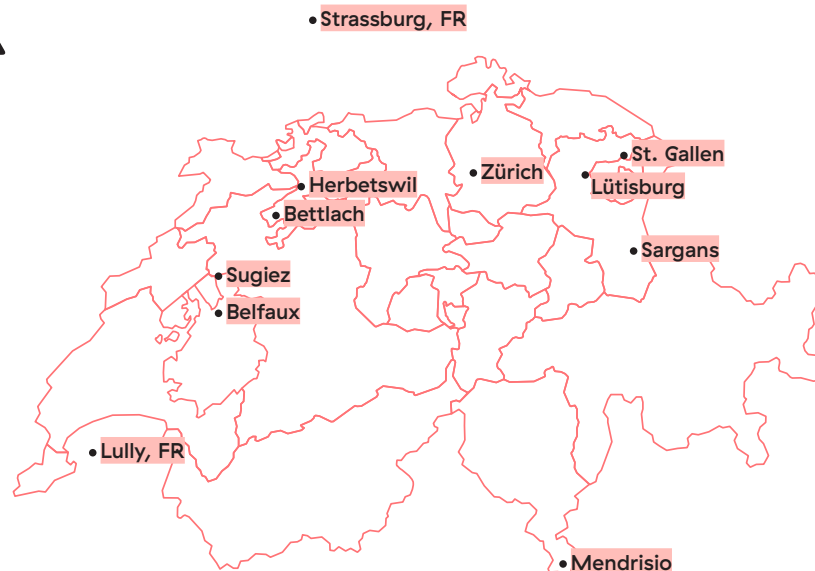 Strassburg, FR
St. Gallen
Zürich
Herbetswil
Lütisburg
Bettlach
Sargans
Sugiez
Belfaux
Lully, FR
Mendrisio